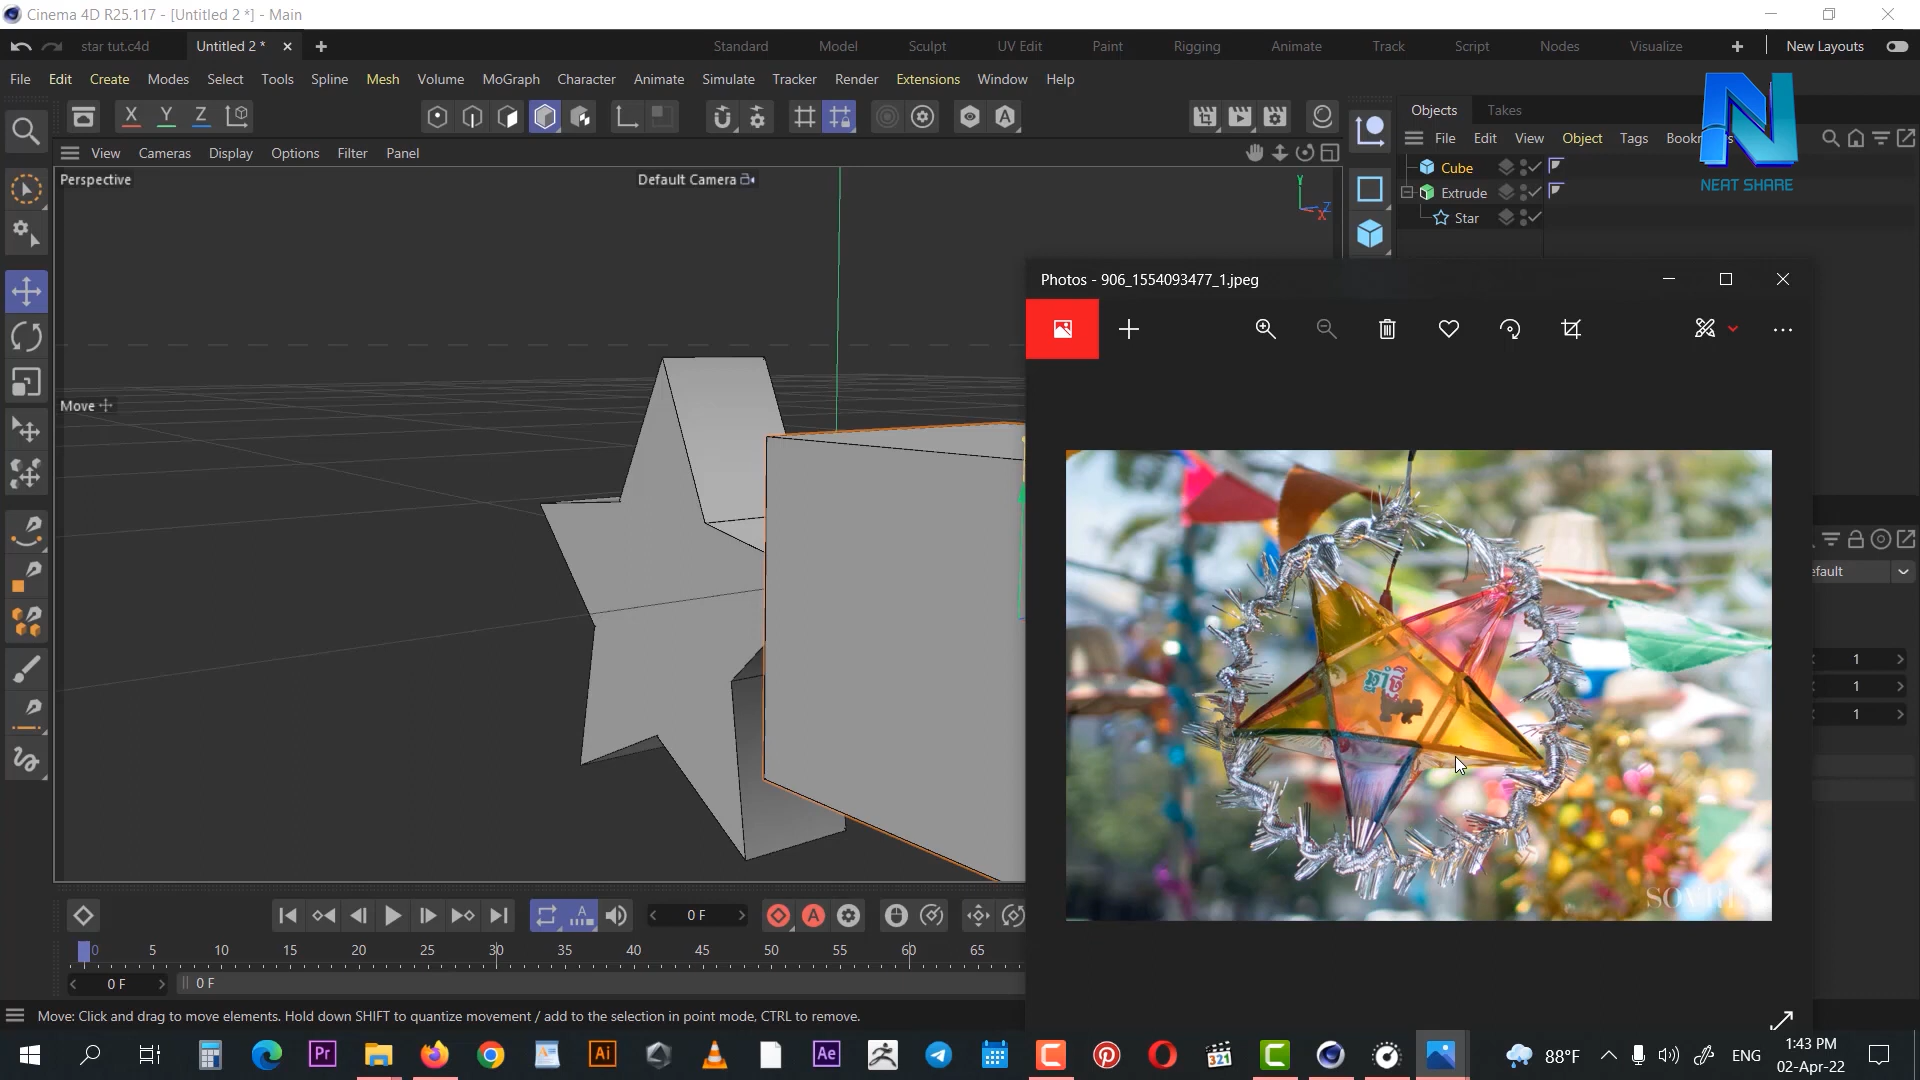 Cinema 4D R25.117 - [Untitled 2 *] - Main
star tut.c4d
Untitled 2 *
Standard
Model
Sculpt
UV Edit
Paint
Rigging
Animate
Track
Script
Nodes
Visualize
New Layouts
File
Edit
Create
Modes
Select
Tools
Spline
Mesh
Volume
MoGraph
Character
Animate
Simulate
Tracker
Render
Extensions
Window
Help
X
Y
Z
NEAT SHARE
Objects
Takes
File
Edit
View
Object
Tags
Cube
Extrude
Star
View
Cameras
Display
Options
Filter
Panel
Perspective
Default Camera
Y
Z
X
Move
Photos - 906_1554093477_1.jpeg
1
1
1
0 F
0
5
10
15
20
25
30
35
40
45
50
55
60
65
0 F
0 F
Move: Click and drag to move elements. Hold down SHIFT to quantize movement / add to the selection in point mode, CTRL to remove.
Pr
Ai
Ae
321
88°F
ENG
1:43 PM
02-Apr-22